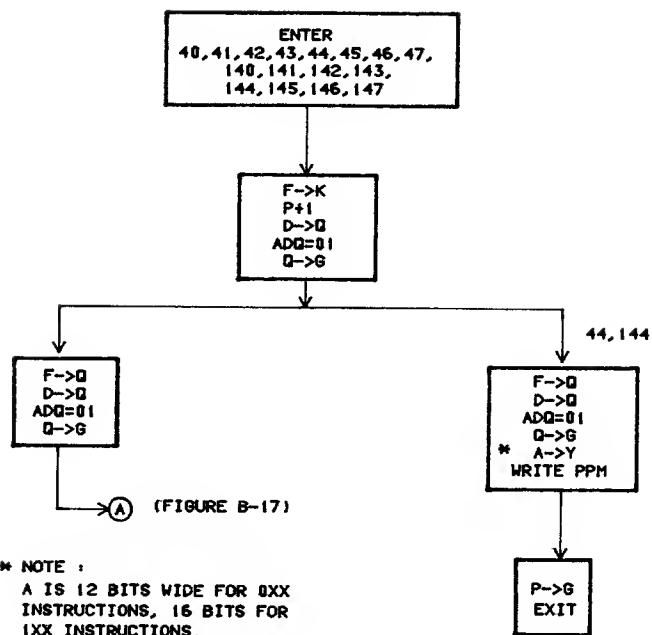 ENTER
40,41,42,43,44,45,46,47,
140,141,142,143,
144,145,146,147
F->K
P+1
D->Q
ADQ=01
Q->G
44,144
F->Q
D->Q
ADQ=01
Q->G
F->Q
D->Q
ADQ=01
Q->G
* A->Y
WRITE PPM
A (FIGURE B-17)
* NOTE :
A IS 12 BITS WIDE FOR 0XX
INSTRUCTIONS, 16 BITS FOR
1XX INSTRUCTIONS
P->G
EXIT